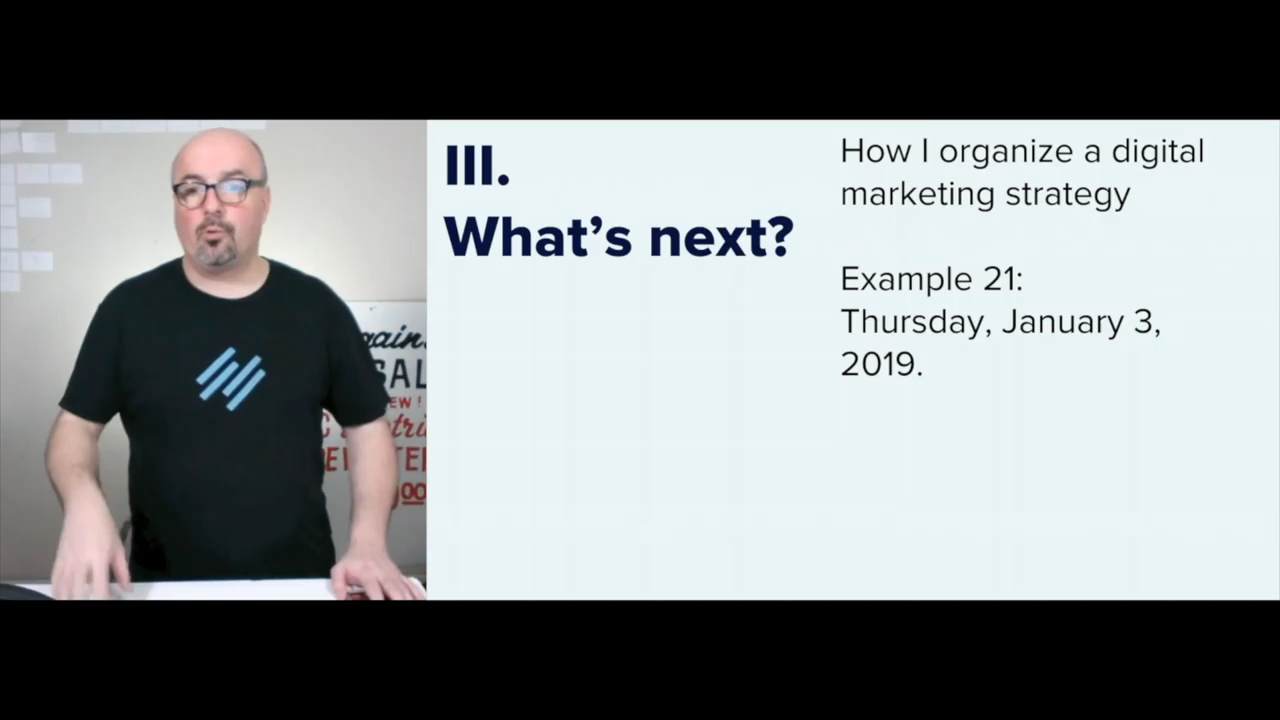 III.
What’s next?
How I organize a digital
marketing strategy
Example 21:
Thursday, January 3,
2019.